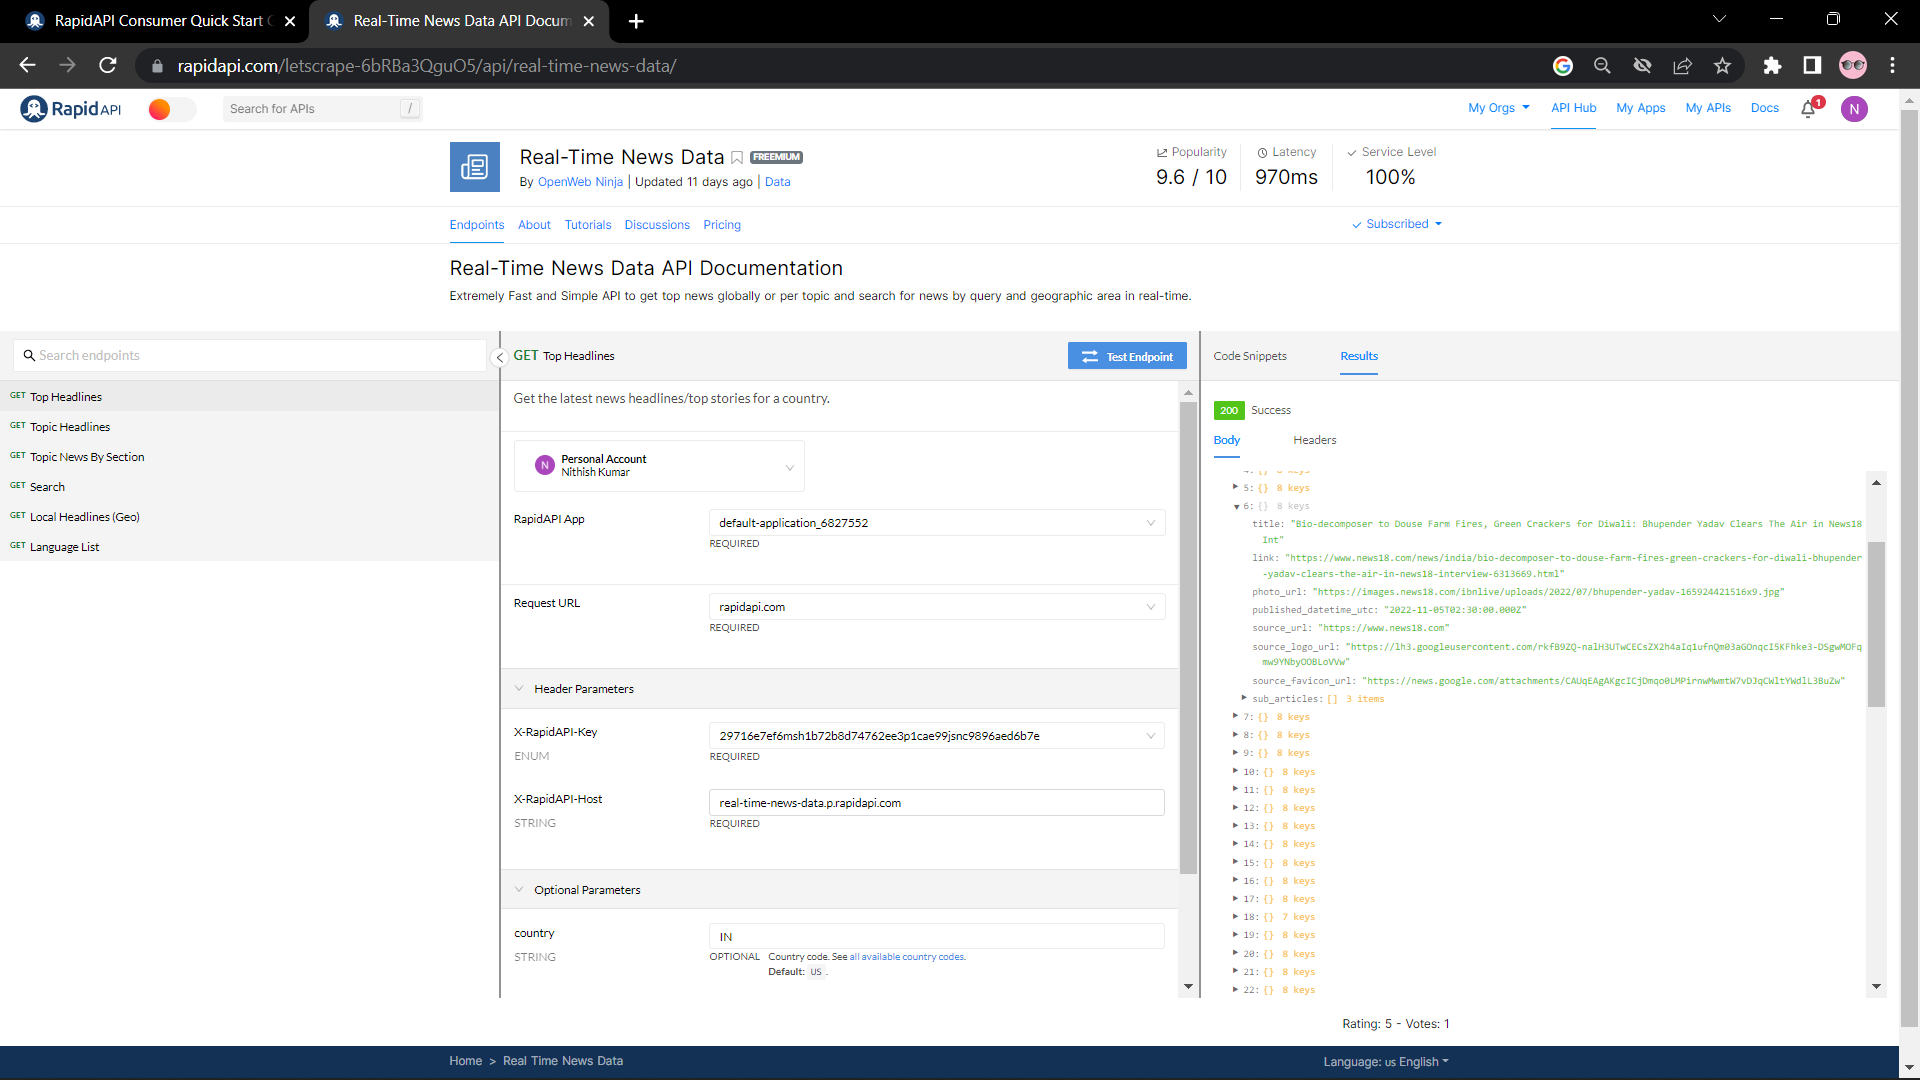 RapidAPI Consumer Quick Start
Real-Time News Data API Docum
rapidapi.com/letscrape-6bRBa3QguO5/api/real-time-news-data/
Rapid API
Search for APIs /
My Orgs API Hub My Apps My APIs Docs 1 N
Real-Time News Data FREEMIUM
By OpenWeb Ninja | Updated 11 days ago | Data
Popularity Latency Service Level
9.6 / 10 970ms 100%
Endpoints About Tutorials Discussions Pricing
Subscribed
Real-Time News Data API Documentation
Extremely Fast and Simple API to get top news globally or per topic and search for news by query and geographic area in real-time.
Search endpoints
GET Top Headlines
GET Topic Headlines
GET Topic News By Section
GET Search
GET Local Headlines (Geo)
GET Language List
GET Top Headlines
Test Endpoint
Get the latest news headlines/top stories for a country.
N
Personal Account
Nithish Kumar
RapidAPI App
default-application_6827552
REQUIRED
Request URL
rapidapi.com
REQUIRED
Header Parameters
X-RapidAPI-Key
29716e7ef6msh1b72b8d74762ee3p1cae99jsnc9896aed6b7e
ENUM
REQUIRED
X-RapidAPI-Host
real-time-news-data.p.rapidapi.com
STRING
REQUIRED
Optional Parameters
country
IN
STRING
OPTIONAL Country code. See all available country codes.
Default: US .
Code Snippets Results
200 Success
Body Headers
5: {} 8 keys
6: {} 8 keys
title: "Bio-decomposer to Douse Farm Fires, Green Crackers for Diwali: Bhupender Yadav Clears The Air in News18
Int"
link: "https://www.news18.com/news/india/bio-decomposer-to-douse-farm-fires-green-crackers-for-diwali-bhupender
-yadav-clears-the-air-in-news18-interview-6313669.html"
photo_url: "https://images.news18.com/ibnlive/uploads/2022/07/bhupender-yadav-165924421516x9.jpg"
published_datetime_utc: "2022-11-05T02:30:00.000Z"
source_url: "https://www.news18.com"
source_logo_url: "https://lh3.googleusercontent.com/rkfB9ZQ-nalH3UTwCECsZX2h4aIq1ufnQm03aGOnqcI5KFhke3-DSgwMOFq
mw9YNbyOOBLoVVw"
source_favicon_url: "https://news.google.com/attachments/CAUqEAgAKgcICjDmqo0LMPirnwMwmtW7vDJqCWltYWdlL3BuZw"
sub_articles: [] 3 items
7: {} 8 keys
8: {} 8 keys
9: {} 8 keys
10: {} 8 keys
11: {} 8 keys
12: {} 8 keys
13: {} 8 keys
14: {} 8 keys
15: {} 8 keys
16: {} 8 keys
17: {} 8 keys
18: {} 7 keys
19: {} 8 keys
20: {} 8 keys
21: {} 8 keys
22: {} 8 keys
Rating: 5 - Votes: 1
Home > Real Time News Data
Language: us English